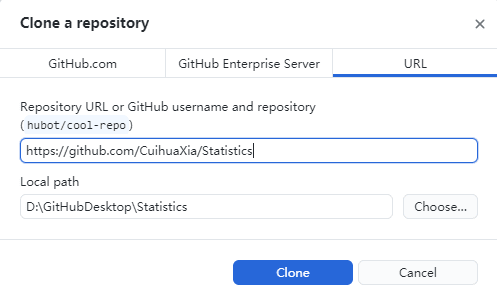 Clone a repository
GitHub.com
GitHub Enterprise Server
URL
Repository URL or GitHub username and repository
(hubot/cool-repo)
https://github.com/CuihuaXia/Statistics
Local path
D:\GitHubDesktop\Statistics
Choose...
Clone
Cancel